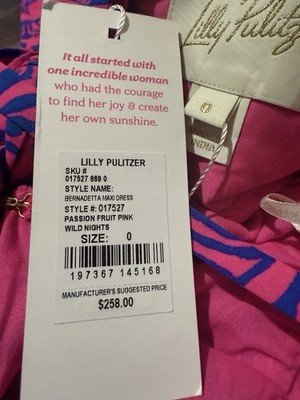 It all started with
one incredible woman
who had the courage
to find her joy & create
her own sunshine.
LILLY PULITZER
SKU #
017527 669 0
STYLE NAME:
BERNADETTA MAXI DRESS
STYLE #: 017527
PASSION FRUIT PINK
WILD NIGHTS
SIZE: 0
197367 145168
MANUFACTURER'S SUGGESTED PRICE
$258.00
Lilly Pulitz
0